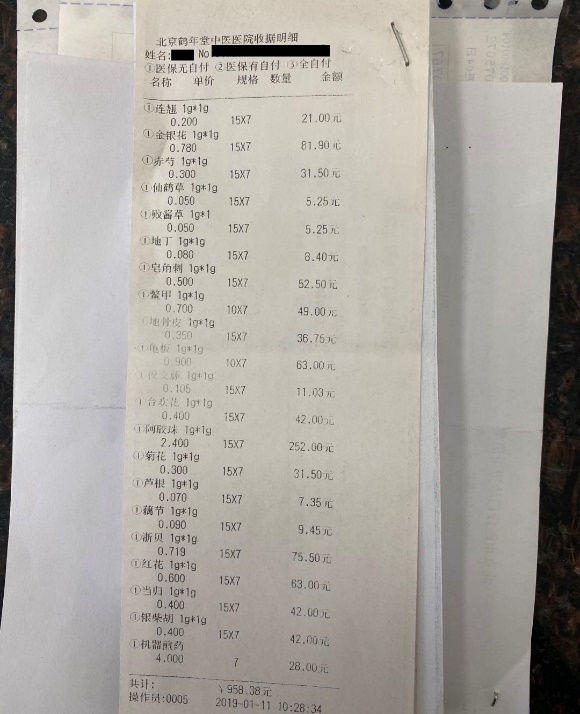 北京鹤年堂中医医院收据明细
姓名: No
①医保无自付 ②医保有自付 ③全自付
名称 单价 规格 数量 金额
①连翘 1g*1g
0.200 15X7 21.00元
①金银花 1g*1g
0.780 15X7 81.90元
①赤芍 1g*1g
0.300 15X7 31.50元
①仙鹤草 1g*1g
0.050 15X7 5.25元
①败酱草 1g*1
0.050 15X7 5.25元
①地丁 1g*1g
0.080 15X7 8.40元
①皂角刺 1g*1g
0.500 15X7 52.50元
①鳖甲 1g*1g
0.700 10X7 49.00元
①地骨皮 1g*1g
0.350 15X7 36.75元
①龟板 1g*1g
0.900 10X7 63.00元
①夜交藤 1g*1g
0.105 15X7 11.03元
①合欢花 1g*1g
0.400 15X7 42.00元
①阿胶珠 1g*1g
2.400 15X7 252.00元
①菊花 1g*1g
0.300 15X7 31.50元
①芦根 1g*1g
0.070 15X7 7.35元
①藕节 1g*1g
0.090 15X7 9.45元
①浙贝 1g*1g
0.719 15X7 75.50元
①红花 1g*1g
0.600 15X7 63.00元
①当归 1g*1g
0.400 15X7 42.00元
①银柴胡 1g*1g
0.400 15X7 42.00元
①机器煎药
4.000 7 28.00元
共计: ￥958.38元
操作员:0005 2019-01-11 10:28:34